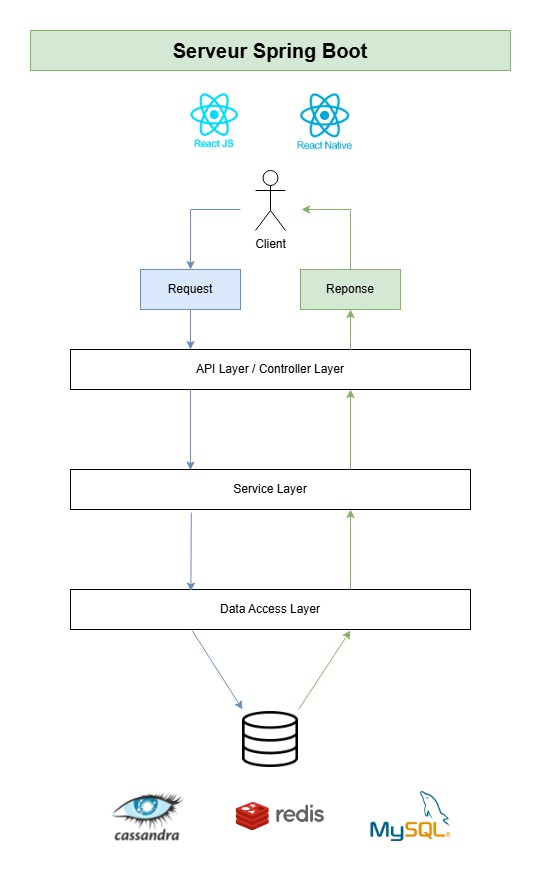 Serveur Spring Boot
React JS
React Native
Client
Request
Reponse
API Layer / Controller Layer
Service Layer
Data Access Layer
cassandra
redis
MySQL®